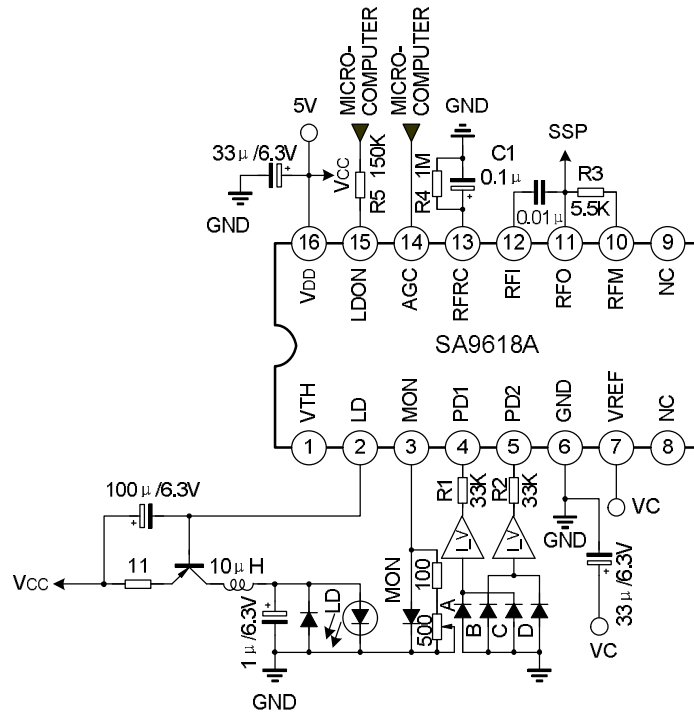 MICRO-
COMPUTER
MICRO-
COMPUTER
GND
5V
SSP
33μ/6.3V
+
VCC
R5 150K
R4 1M
C1
0.1μ
+
R3
5.5K
0.01μ
GND
16
15
14
13
12
11
10
9
VDD
LDON
AGC
RFRC
RFI
RFO
RFM
NC
SA9618A
VTH
LD
MON
PD1
PD2
GND
VREF
NC
1
2
3
4
5
6
7
8
R1
33K
R2
33K
VC
100μ/6.3V
+
I_V
I_V
GND
VCC
11
10μH
MON
100
+
33μ/6.3V
1μ/6.3V
+
LD
500
A
B
C
D
VC
GND